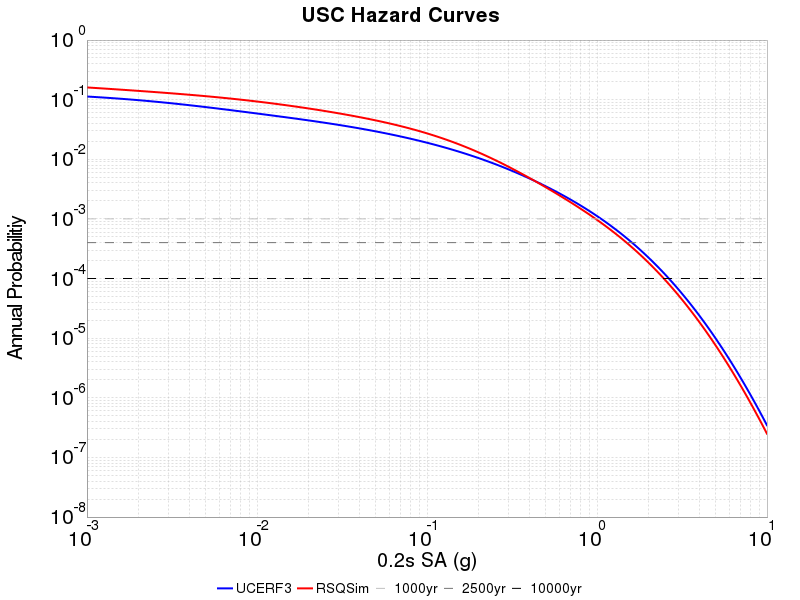 USC Hazard Curves
Annual Probabilitiy
10^0
10^-1
10^-2
10^-3
10^-4
10^-5
10^-6
10^-7
10^-8
10^-3 10^-2 10^-1 10^0 10^1
0.2s SA (g)
UCERF3 RSQSim 1000yr 2500yr 10000yr